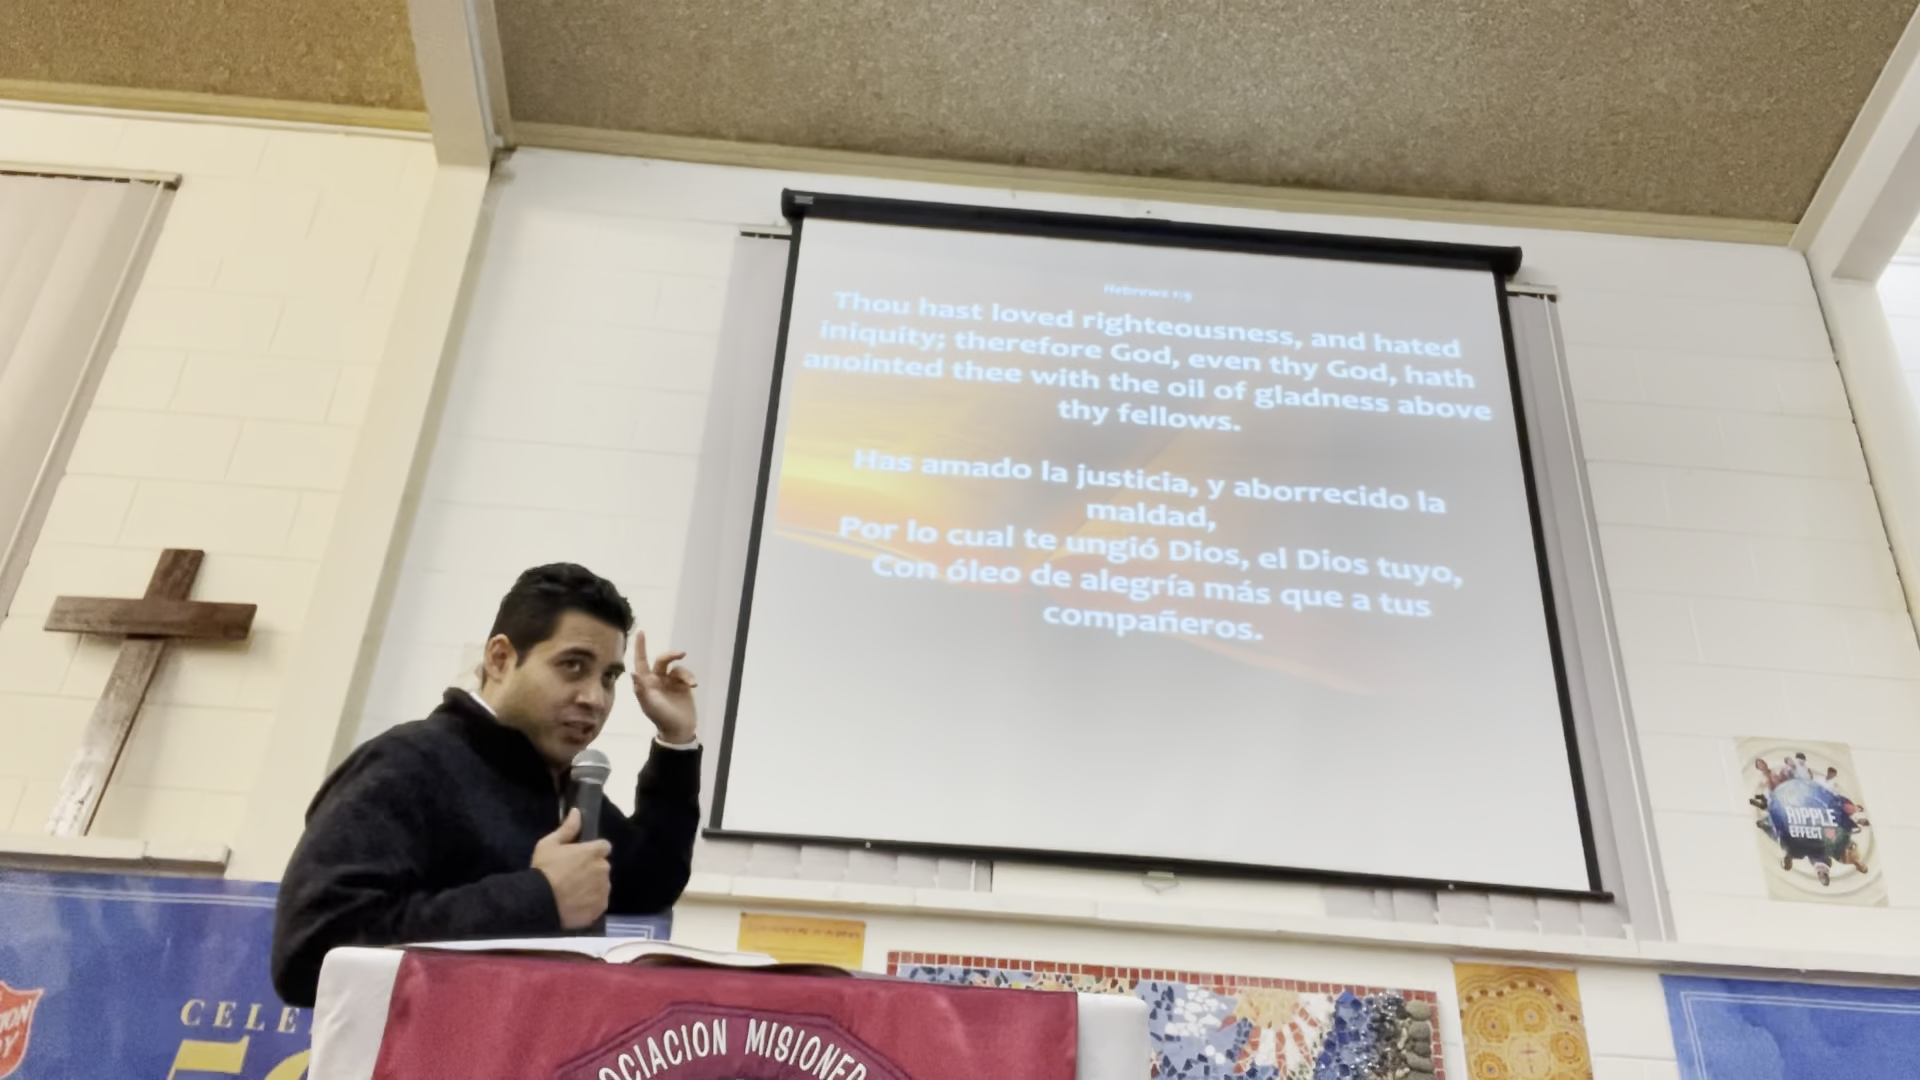 Hebrews 1:9
Thou hast loved righteousness, and hated
iniquity; therefore God, even thy God, hath
anointed thee with the oil of gladness above
thy fellows.
Has amado la justicia, y aborrecido la
maldad,
Por lo cual te ungió Dios, el Dios tuyo,
Con óleo de alegría más que a tus
compañeros.
RIPPLE
EFFECT
CELE
OCIACION MISIONER